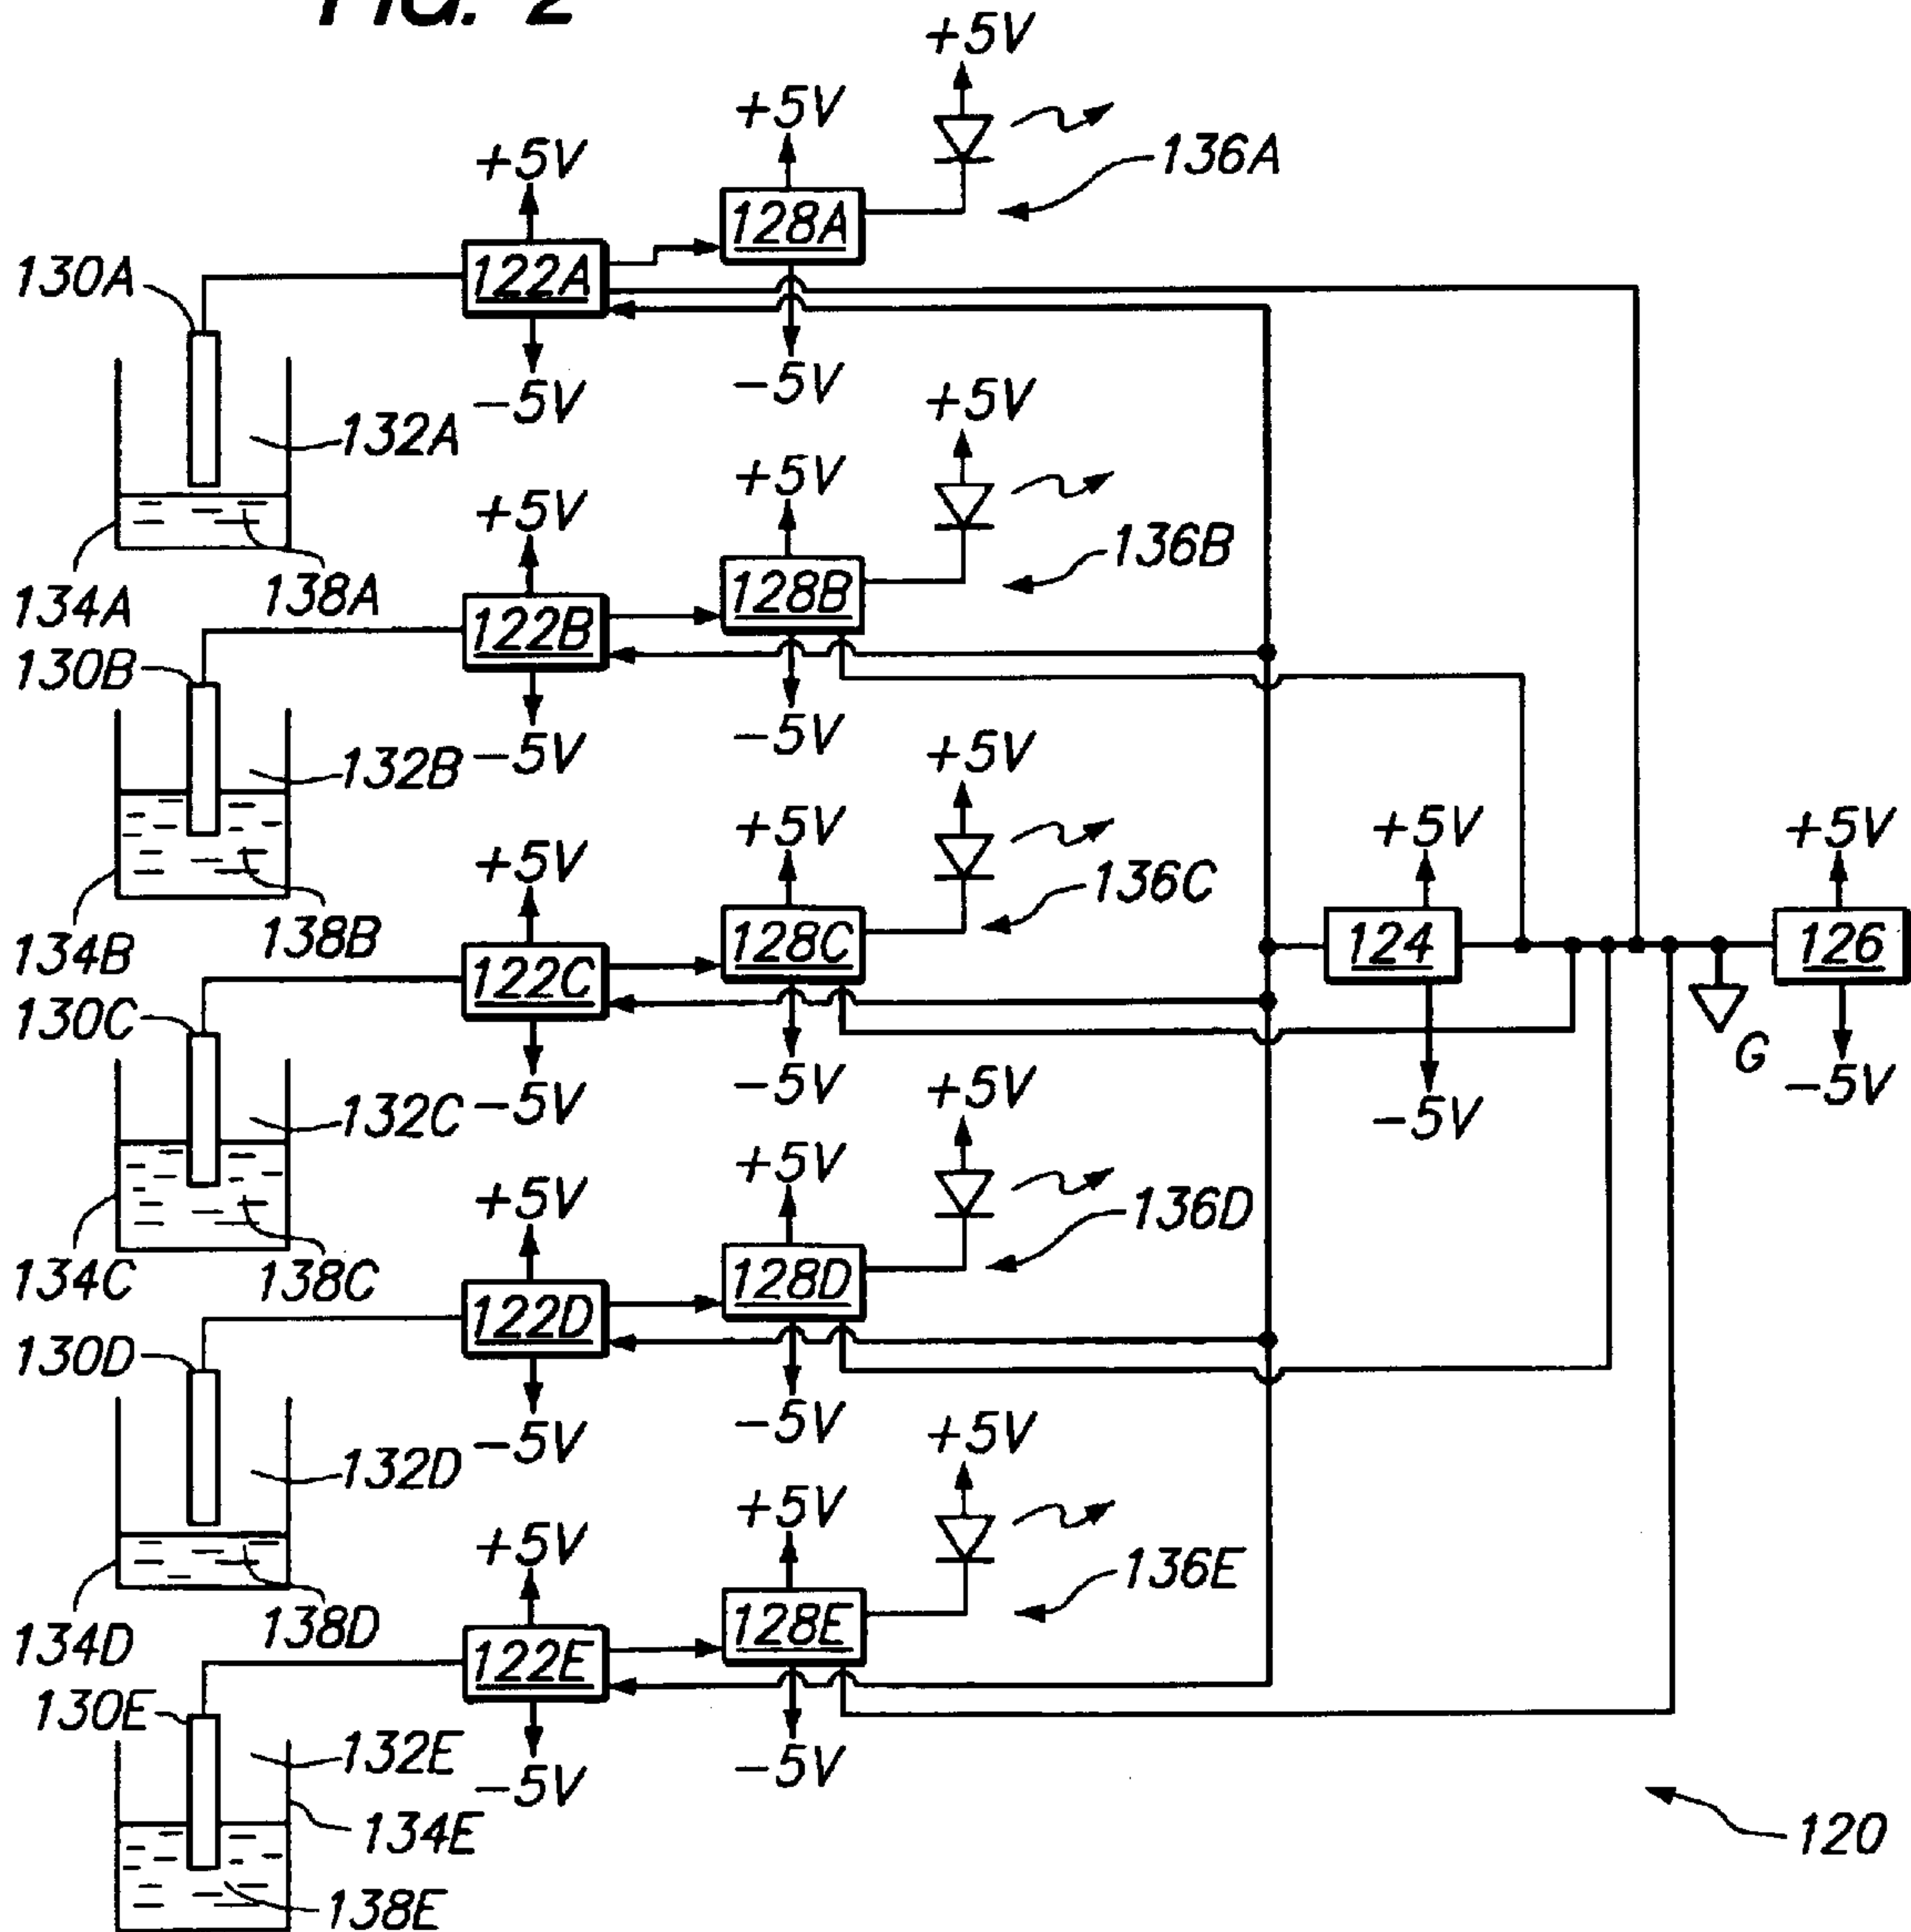 FIG. 2
+5V
+5V
136A
+5V
128A
130A
122A
-5V
-5V
+5V
132A
+5V
+5V
136B
134A
138A
128B
122B
130B
-5V
-5V
+5V
132B
+5V
+5V
+5V
+5V
136C
134B
138B
128C
124
126
122C
130C
G
-5V
-5V
-5V
-5V
+5V
132C
+5V
+5V
136D
134C
138C
128D
122D
130D
-5V
-5V
+5V
132D
+5V
+5V
136E
134D
138D
128E
122E
130E
132E
-5V
-5V
134E
120
138E